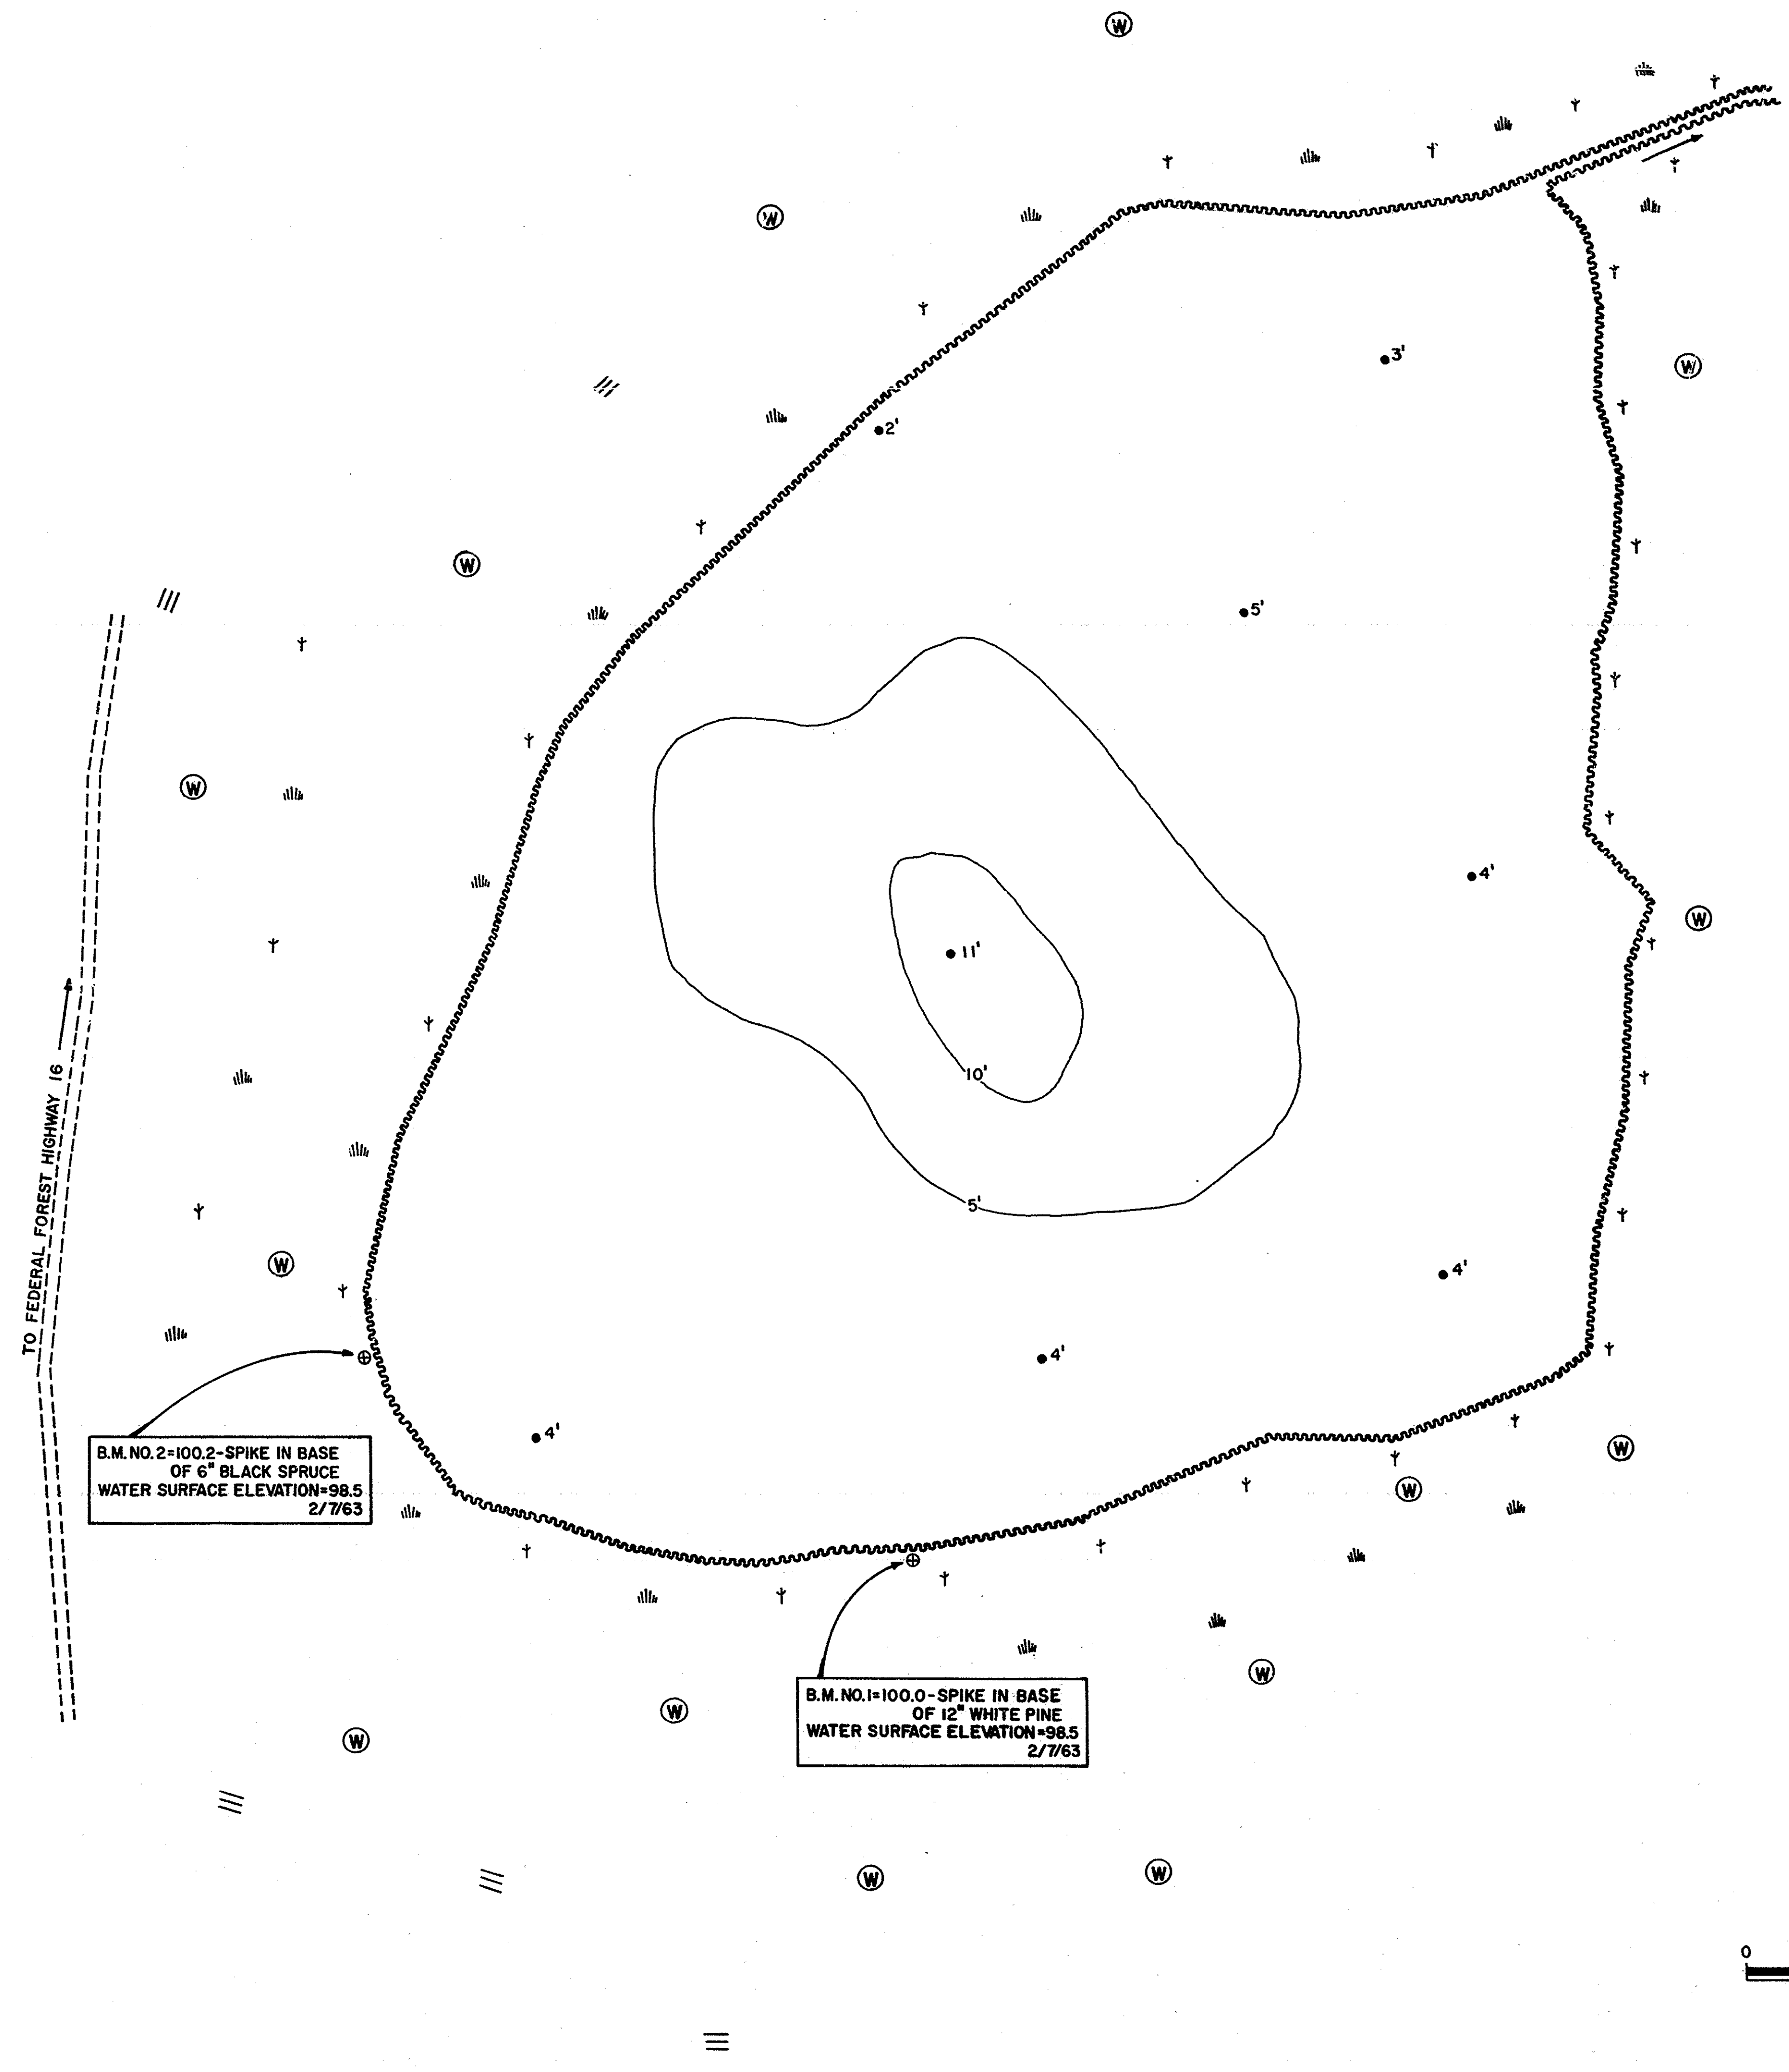 W
W
3'
W
2'
W
5'
W
4'
W
11'
10'
TO FEDERAL FOREST HIGHWAY 16
5'
W
4'
4'
4'
B.M. NO. 2=100.2-SPIKE IN BASE
OF 6" BLACK SPRUCE
WATER SURFACE ELEVATION=98.5
2/7/63
W
W
W
B.M. NO. 1=100.0-SPIKE IN BASE
OF 12" WHITE PINE
WATER SURFACE ELEVATION=98.5
2/7/63
W
W
W
W
0